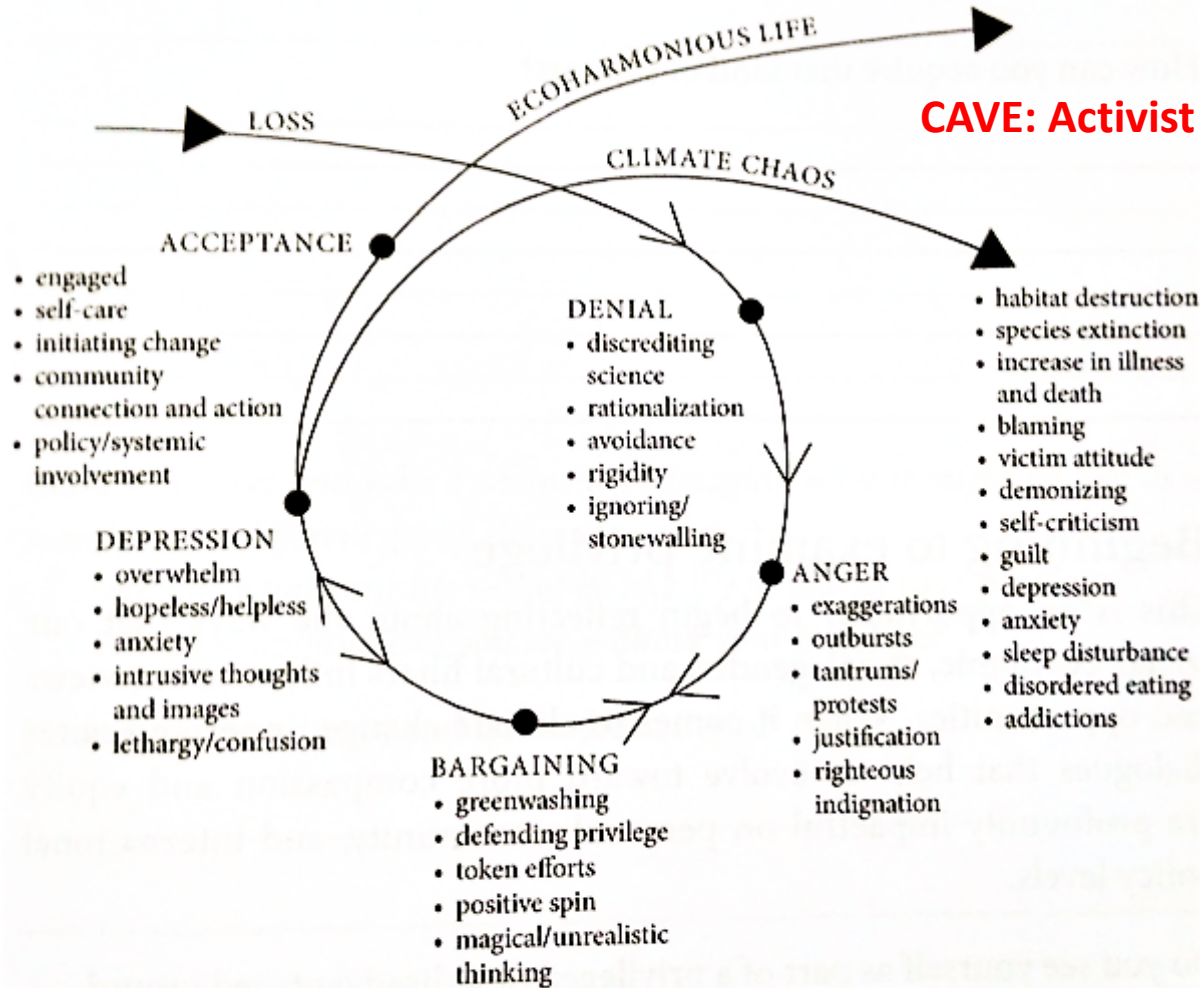 ECOHARMONIOUS LIFE
CAVE: Activist
LOSS
CLIMATE CHAOS
ACCEPTANCE
• engaged
• self-care
• initiating change
• community
connection and action
• policy/systemic
involvement
DENIAL
• discrediting
science
• rationalization
• avoidance
• rigidity
• ignoring/
stonewalling
• habitat destruction
• species extinction
• increase in illness
and death
• blaming
• victim attitude
• demonizing
• self-criticism
• guilt
• depression
• anxiety
• sleep disturbance
• disordered eating
• addictions
DEPRESSION
• overwhelm
• hopeless/helpless
• anxiety
• intrusive thoughts
and images
• lethargy/confusion
ANGER
• exaggerations
• outbursts
• tantrums/
protests
• justification
• righteous
indignation
BARGAINING
• greenwashing
• defending privilege
• token efforts
• positive spin
• magical/unrealistic
thinking